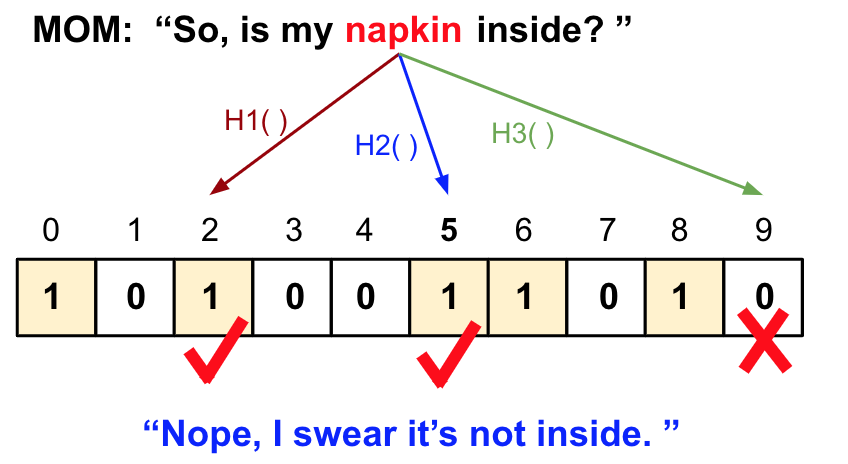 MOM: “So, is my napkin inside? ”
H1( )
H2( )
H3( )
0 1 2 3 4 5 6 7 8 9
1 0 1 0 0 1 1 0 1 0
“Nope, I swear it’s not inside. ”